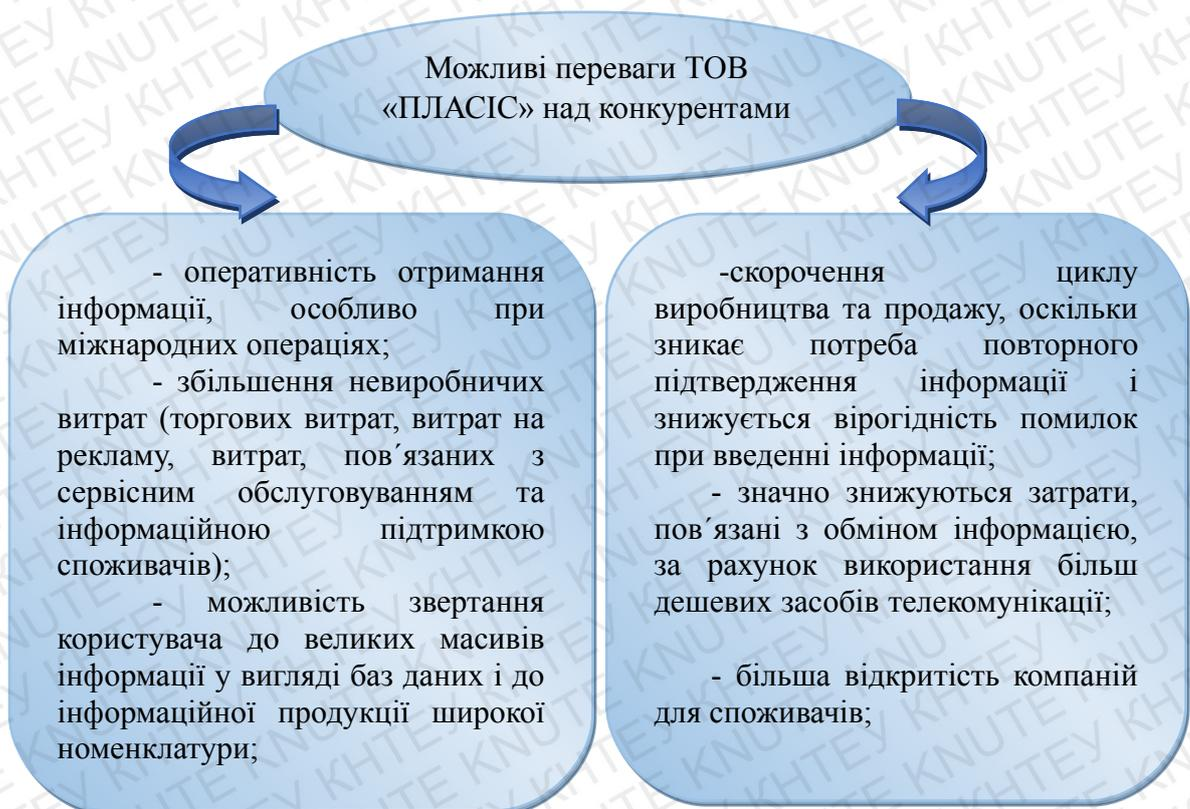 Можливі переваги ТОВ
«ПЛАСІС» над конкурентами
- оперативність отримання
інформації, особливо при
міжнародних операціях;
- збільшення невиробничих
витрат (торгових витрат, витрат на
рекламу, витрат, пов´язаних з
сервісним обслуговуванням та
інформаційною підтримкою
споживачів);
- можливість звертання
користувача до великих масивів
інформації у вигляді баз даних і до
інформаційної продукції широкої
номенклатури;
-скорочення циклу
виробництва та продажу, оскільки
зникає потреба повторного
підтвердження інформації і
знижується вірогідність помилок
при введенні інформації;
- значно знижуються затрати,
пов´язані з обміном інформацією,
за рахунок використання більш
дешевих засобів телекомунікації;
- більша відкритість компаній
для споживачів;